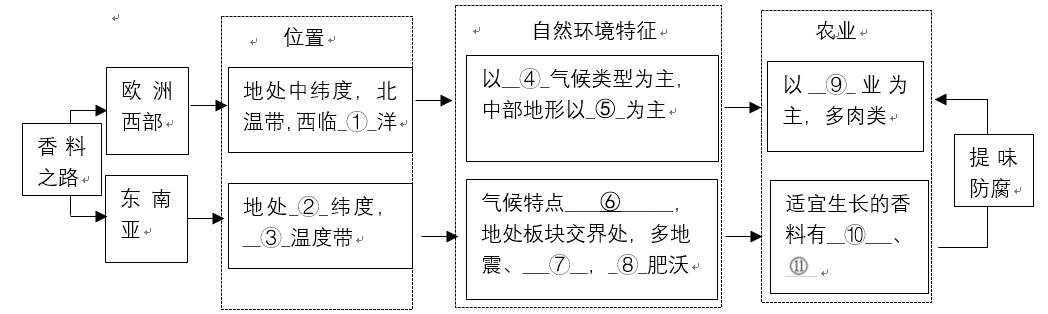 位置
自然环境特征
农业
香料
之路
欧洲
西部
地处中纬度，北
温带,西临_①_洋
以__④_气候类型为主,
中部地形以_⑤_为主
以__⑨_业为
主，多肉类
东南
亚
地处_②_纬度,
__③_温度带
气候特点____⑥______,
地处板块交界处，多地
震、___⑦__，_⑧_肥沃
适宜生长的香
料有__⑩___、
_⑪_
提味
防腐